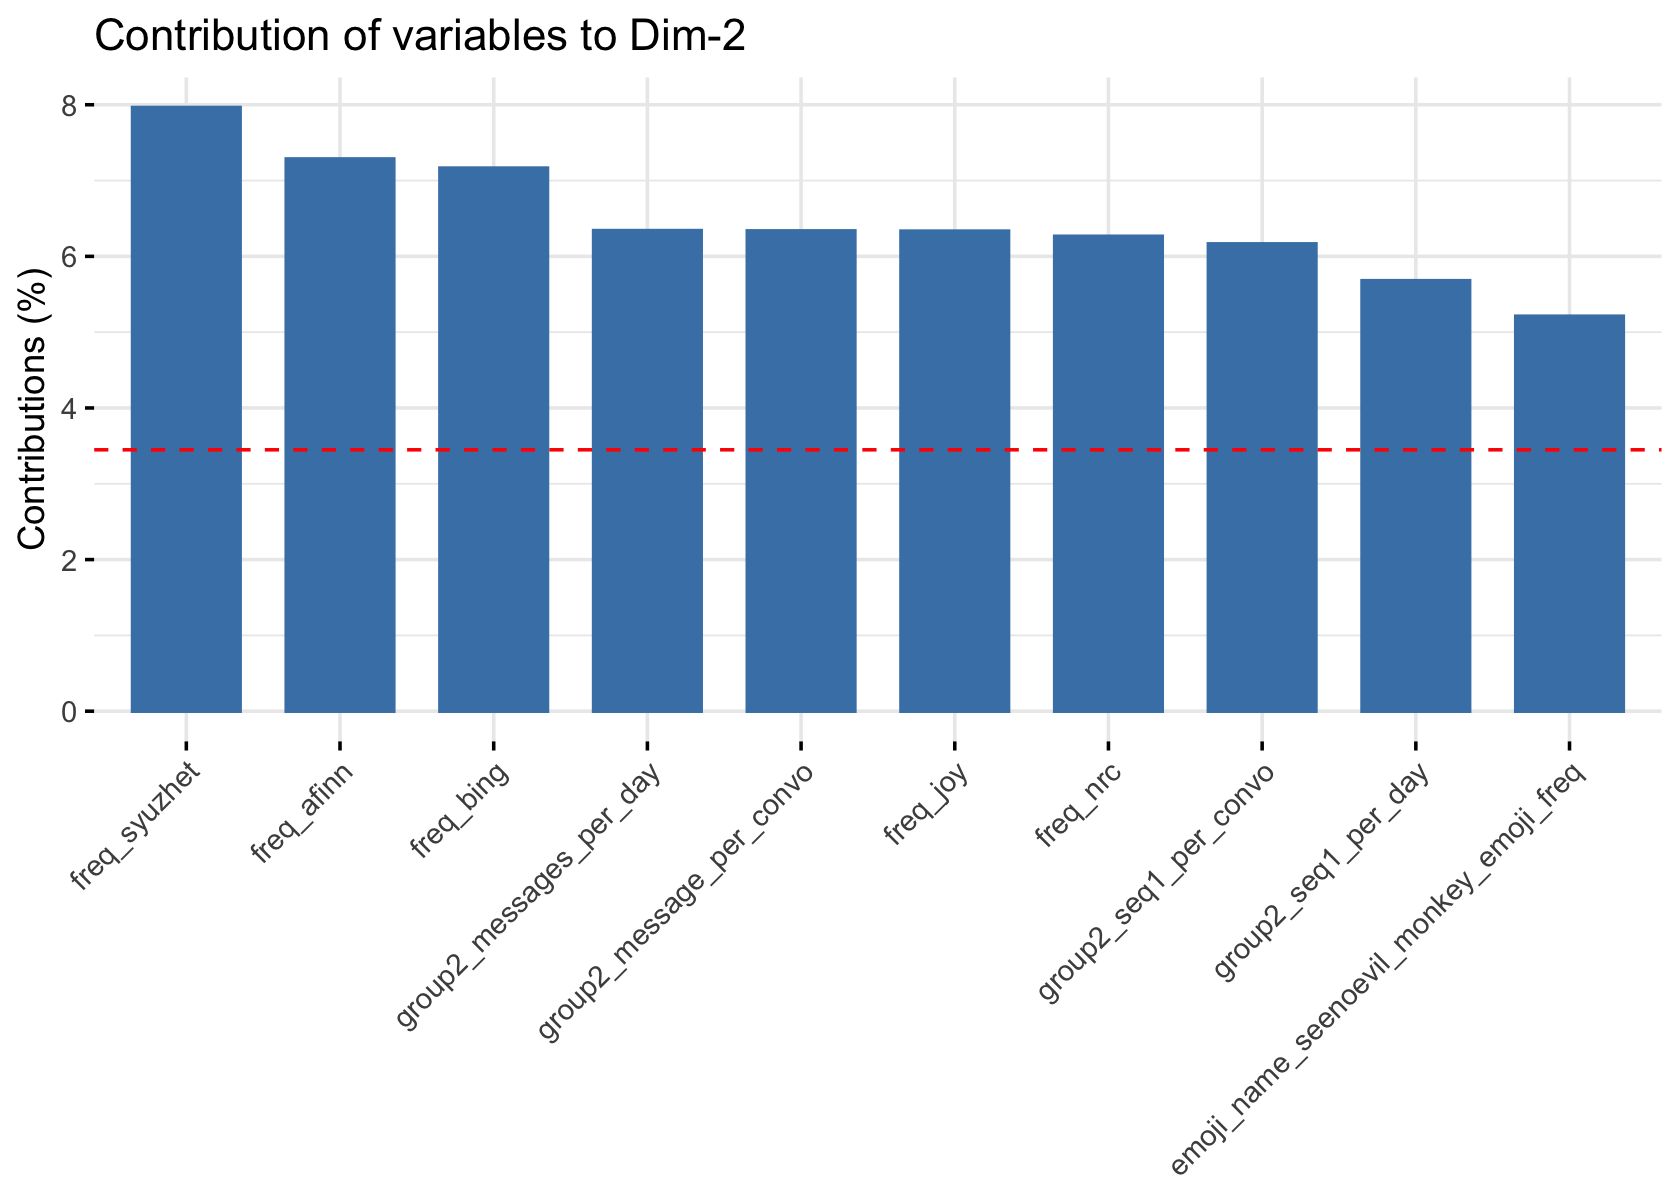 Contribution of variables to Dim-2
Contributions (%)
8
6
4
2
0
freq_syuzhet
freq_afinn
freq_bing
group2_messages_per_day
group2_message_per_convo
freq_joy
freq_nrc
group2_seq1_per_convo
group2_seq1_per_day
emoji_name_seenoevil_monkey_emoji_freq